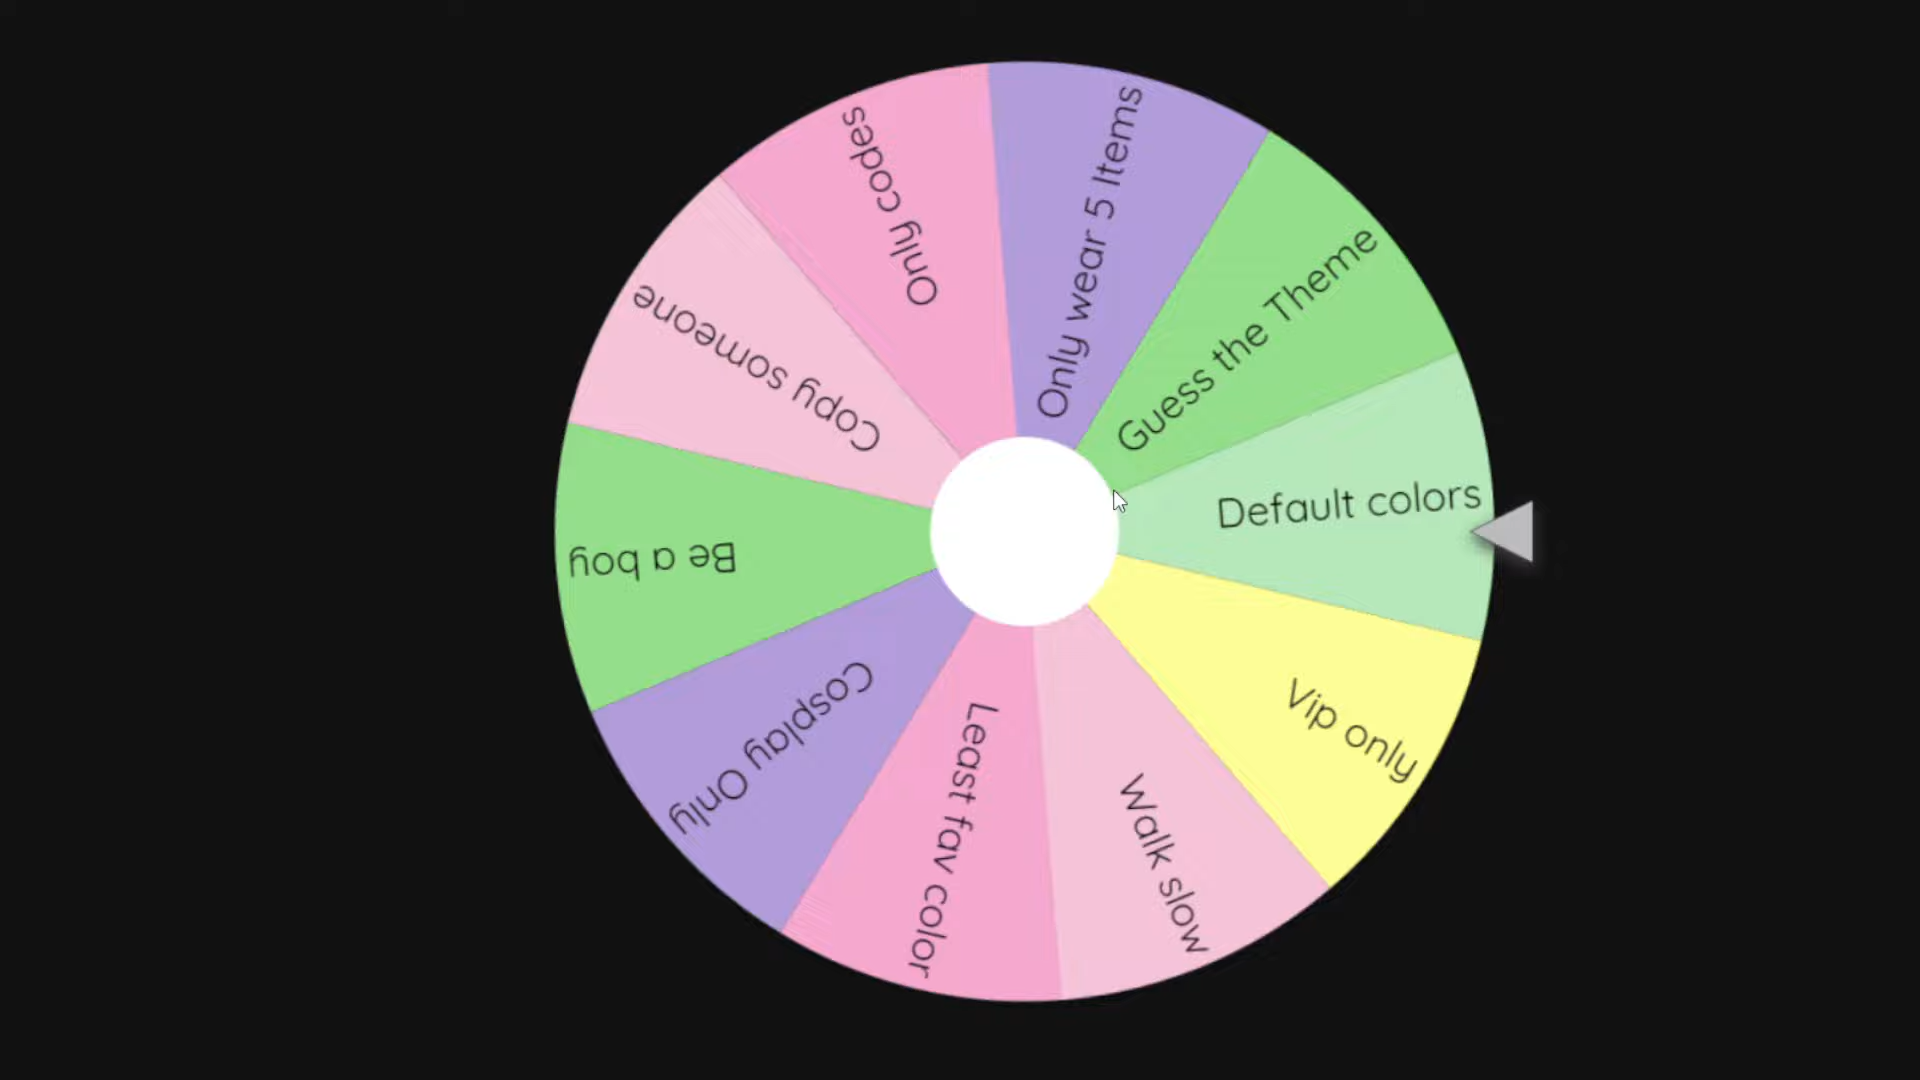 Only wear 5 Items
Guess the Theme
Default colors
Vip only
Walk slow
Least fav color
Cosplay Only
Be a boy
Copy someone
Only codes